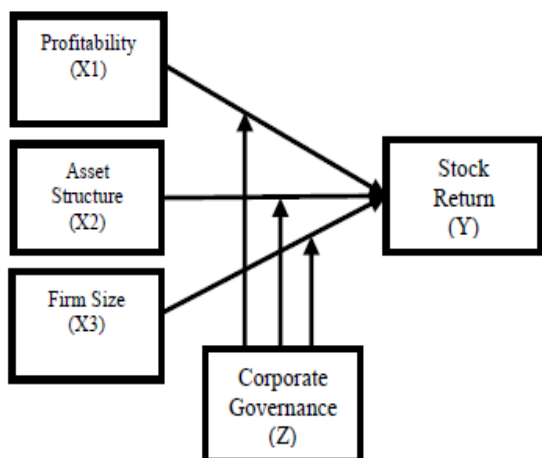 Profitability
(X1)
Asset
Structure
(X2)
Firm Size
(X3)
Stock
Return
(Y)
Corporate
Governance
(Z)